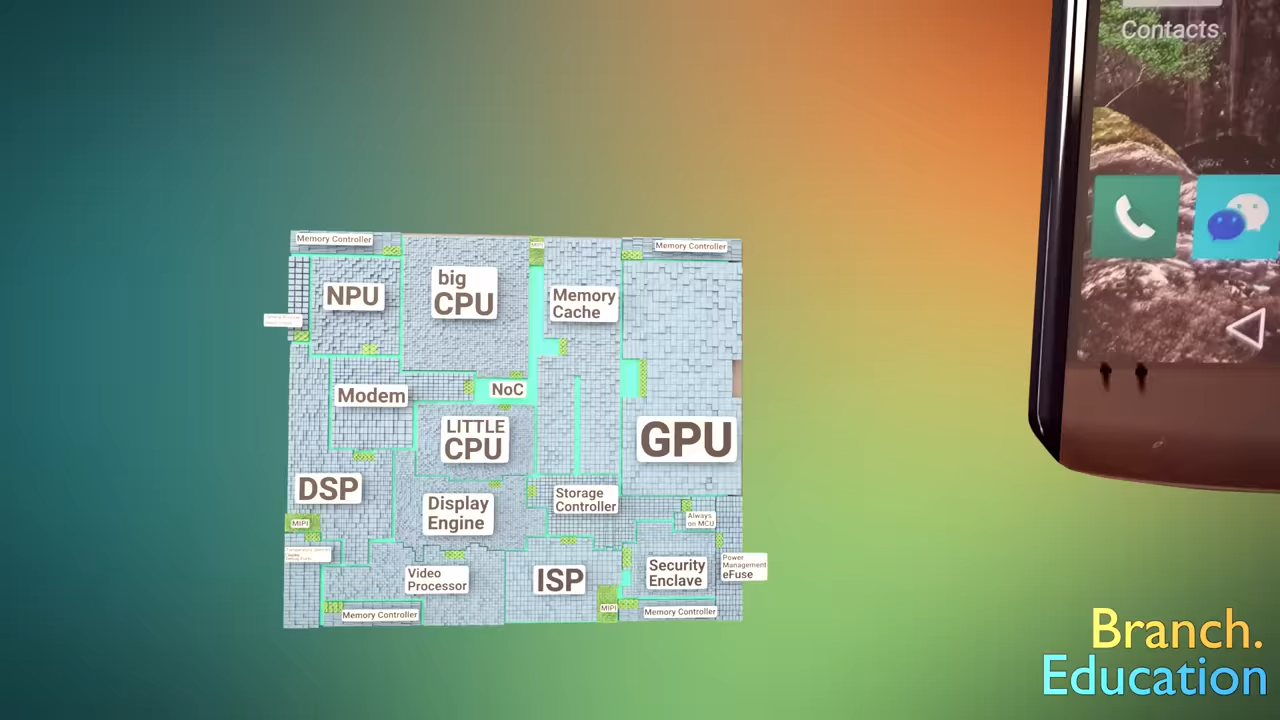 Contacts
Memory Controller
Memory Controller
NPU
big
CPU
MIPI
Memory
Cache
Modem
NoC
LITTLE
CPU
GPU
DSP
Display
Engine
Storage
Controller
Always
on MCU
MIPI
Video
Processor
ISP
Security
Enclave
Power
Management
eFuse
MIPI
Memory Controller
Memory Controller
Branch.
Education